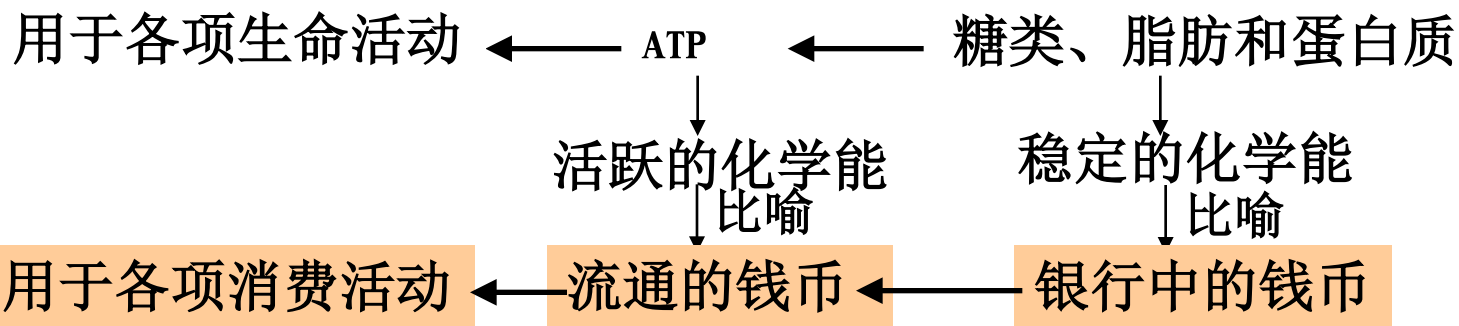 用于各项生命活动 ATP 糖类、脂肪和蛋白质
活跃的化学能 稳定的化学能
比喻 比喻
用于各项消费活动 流通的钱币 银行中的钱币